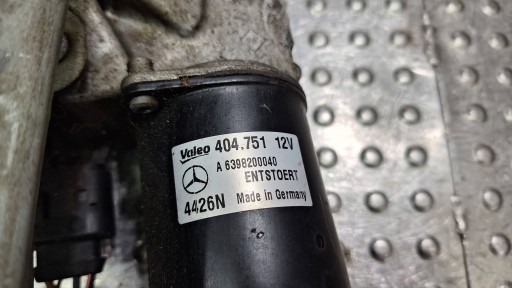 Valeo 404.751 12V
A 6398200040
ENTSTOERT
4426N Made in Germany